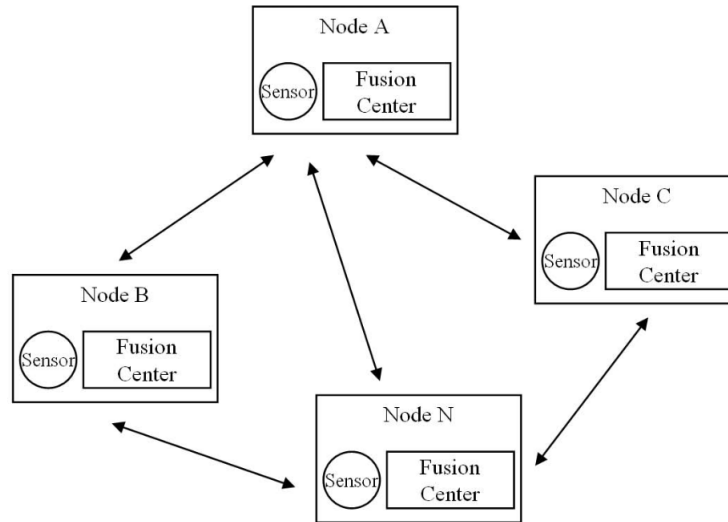 Node A
Sensor
Fusion
Center
Node C
Sensor
Fusion
Center
Node B
Sensor
Fusion
Center
Node N
Sensor
Fusion
Center